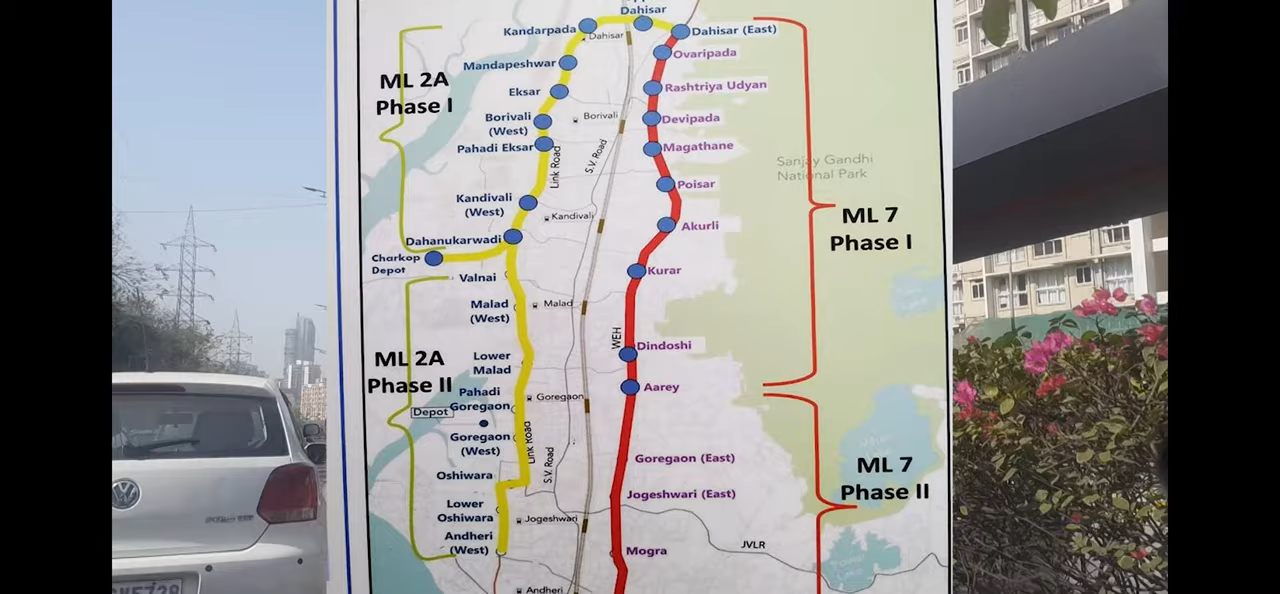 Dahisar
Kandarpada
Dahisar
Dahisar (East)
Ovaripada
Mandapeshwar
ML 2A
Phase I
Eksar
Rashtriya Udyan
Borivali
(West)
Borivali
Devipada
Pahadi Eksar
Magathane
Link Road
S.V. Road
Sanjay Gandhi
National Park
Poisar
Kandivali
(West)
Kandivali
Akurli
ML 7
Phase I
Dahanukarwadi
Charkop
Depot
Kurar
Valnai
Malad
(West)
Malad
WEH
Dindoshi
ML 2A
Phase II
Lower
Malad
Aarey
Pahadi
Goregaon
Goregaon
Depot
Goregaon
(West)
Link Road
S.V. Road
Goregaon (East)
ML 7
Phase II
Oshiwara
Jogeshwari (East)
Lower
Oshiwara
Jogeshwari
Andheri
(West)
JVLR
Mogra
Andheri